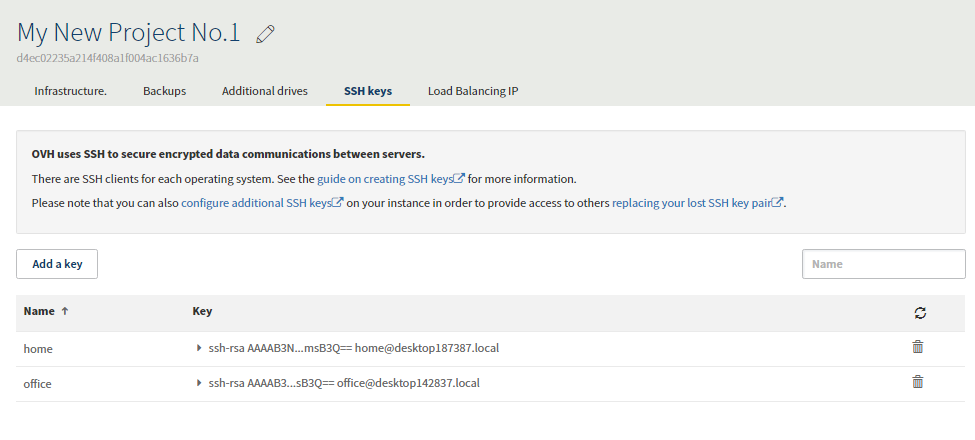 My New Project No.1
d4ec02235a214f408a1f004ac1636b7a
Infrastructure. Backups Additional drives SSH keys Load Balancing IP
OVH uses SSH to secure encrypted data communications between servers.
There are SSH clients for each operating system. See the guide on creating SSH keys for more information.
Please note that you can also configure additional SSH keys on your instance in order to provide access to others replacing your lost SSH key pair.
Add a key Name
Name Key
home ssh-rsa AAAAB3N...msB3Q== home@desktop187387.local
office ssh-rsa AAAAB3...sB3Q== office@desktop142837.local